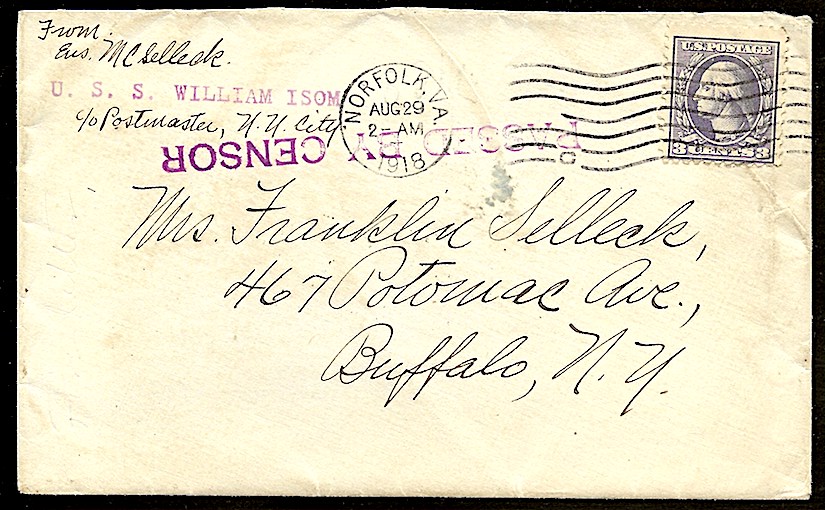 From
Ens. M C Selleck.
U. S. S. WILLIAM ISOM
c/o Postmaster, N. Y. City
PASSED BY CENSOR
NORFOLK, VA.
AUG 29
2 - AM
1918
U.S. POSTAGE
3 CENTS 3
Mrs. Franklin Selleck,
467 Potomac Ave.,
Buffalo, N. Y.